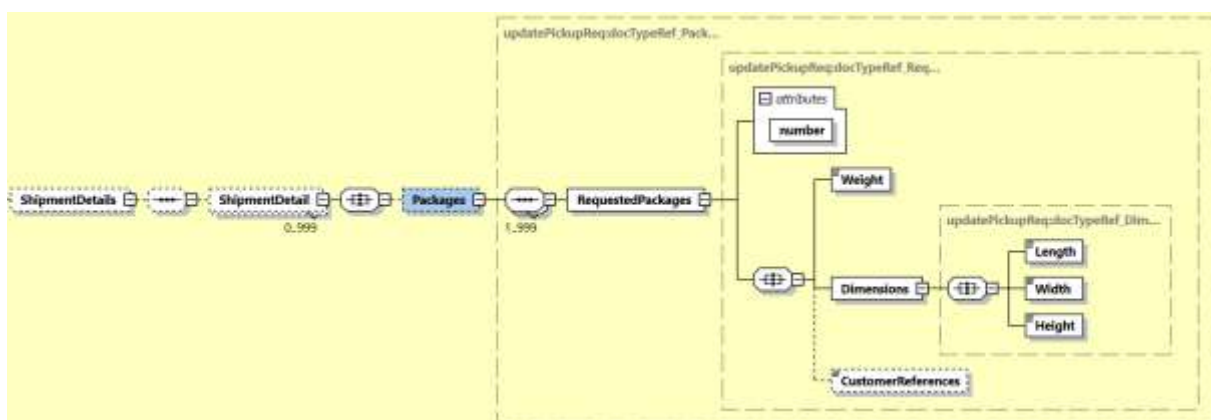 updatePickupReq:docTypeRef_Pack...
updatePickupReq:docTypeRef_Req...
attributes
number
ShipmentDetails
ShipmentDetail
0..999
Packages
1..999
RequestedPackages
Weight
updatePickupReq:docTypeRef_Dim...
Length
Dimensions
Width
Height
CustomerReferences